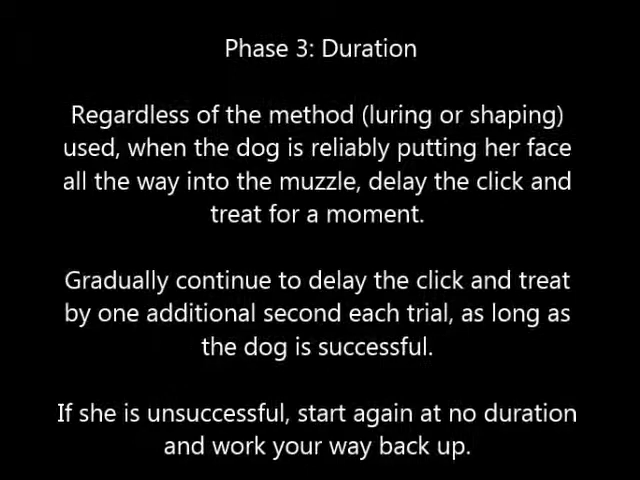 Phase 3: Duration
Regardless of the method (luring or shaping)
used, when the dog is reliably putting her face
all the way into the muzzle, delay the click and
treat for a moment.
Gradually continue to delay the click and treat
by one additional second each trial, as long as
the dog is successful.
If she is unsuccessful, start again at no duration
and work your way back up.